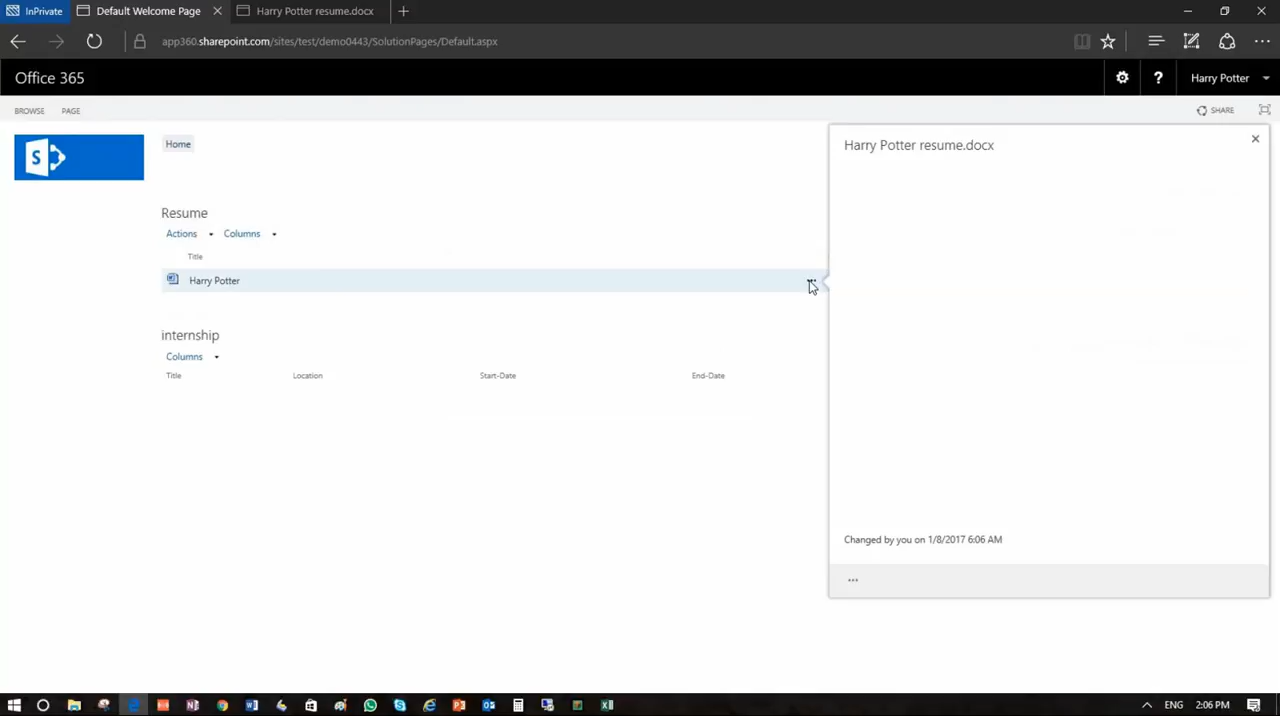 InPrivate
Default Welcome Page
Harry Potter resume.docx
app360.sharepoint.com/sites/test/demo0443/SolutionPages/Default.aspx
Office 365
?
Harry Potter
BROWSE
PAGE
SHARE
S
Home
Harry Potter resume.docx
Resume
Actions
Columns
Title
Harry Potter
internship
Columns
Title
Location
Start-Date
End-Date
Changed by you on 1/8/2017 6:06 AM
...
ENG
2:06 PM